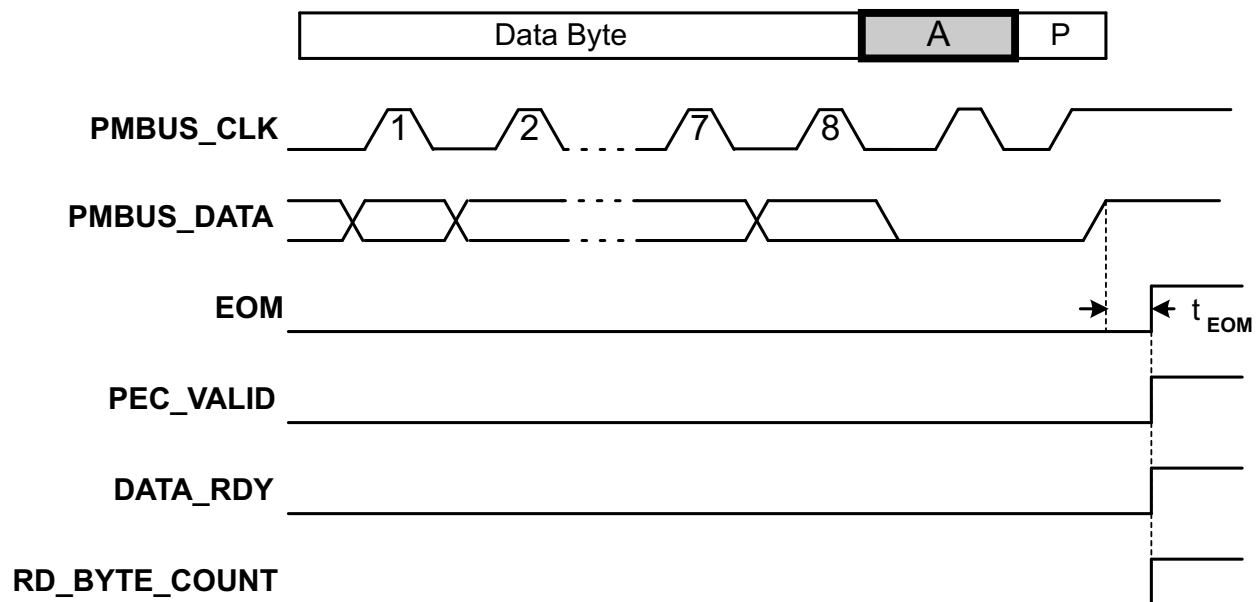 Data Byte A P
PMBUS_CLK 1 2 7 8
PMBUS_DATA
EOM t EOM
PEC_VALID
DATA_RDY
RD_BYTE_COUNT